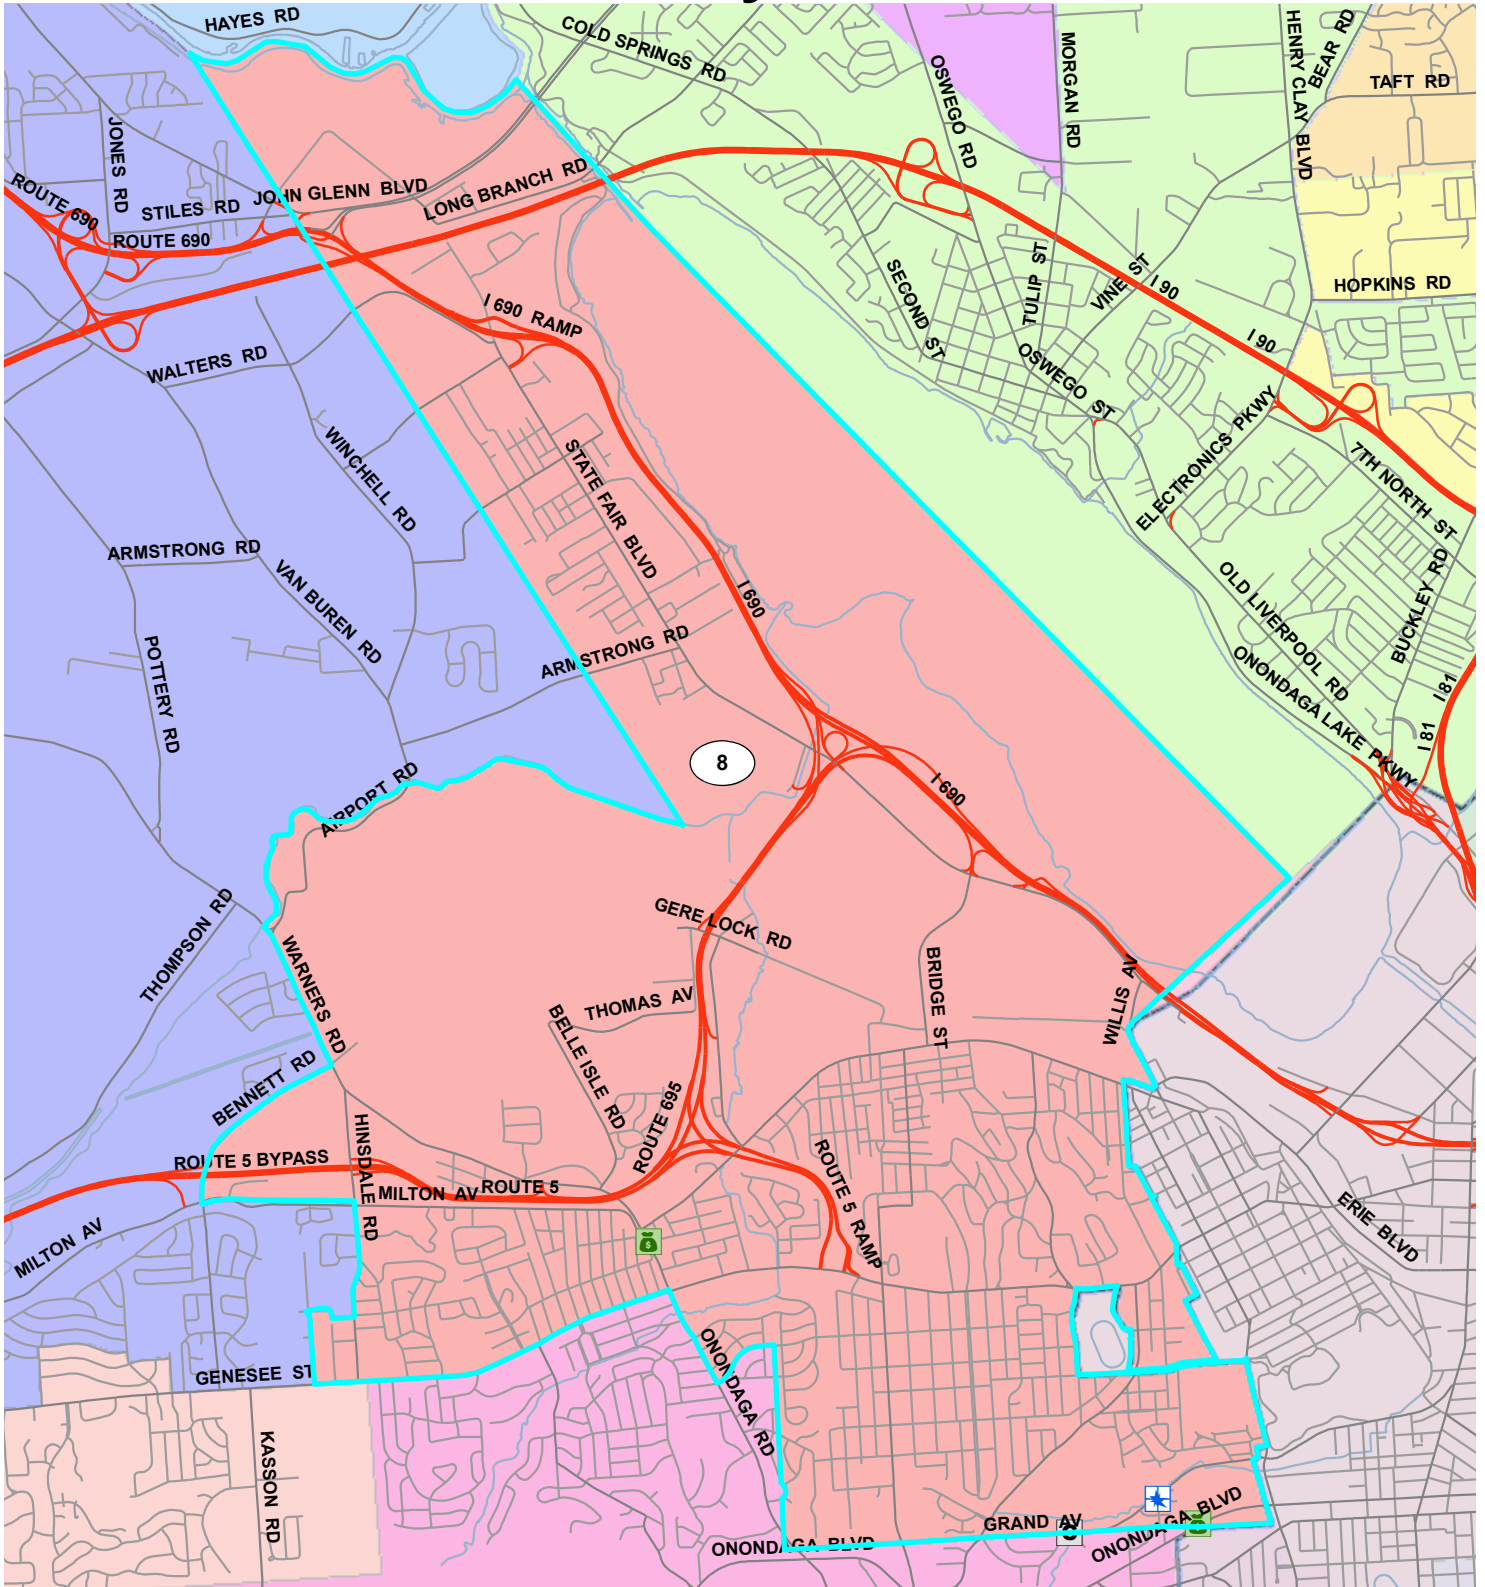 HAYES RD
COLD SPRINGS RD
OSWEGO RD
MORGAN RD
HENRY CLAY BLVD
BEAR RD
TAFT RD
JONES RD
ROUTE 690
STILES RD
JOHN GLENN BLVD
LONG BRANCH RD
ROUTE 690
SECOND ST
TULIP ST
VINE ST
I 90
HOPKINS RD
I 690 RAMP
I 90
WALTERS RD
OSWEGO ST
ELECTRONICS PKWY
WINCHELL RD
STATE FAIR BLVD
7TH NORTH ST
ARMSTRONG RD
VAN BUREN RD
I 690
OLD LIVERPOOL RD
BUCKLEY RD
POTTERY RD
ARMSTRONG RD
ONONDAGA LAKE PKWY
I 81
I 81
8
AIRPORT RD
I 690
THOMPSON RD
GERE LOCK RD
WARNERS RD
BRIDGE ST
WILLIS AV
THOMAS AV
BELLE ISLE RD
BENNETT RD
ROUTE 695
HINSDALE RD
ROUTE 5 BYPASS
MILTON AV
ROUTE 5
ROUTE 5 RAMP
ERIE BLVD
MILTON AV
GENESEE ST
ONONDAGA RD
KASSON RD
GRAND AV
ONONDAGA BLVD
ONONDAGA BLVD